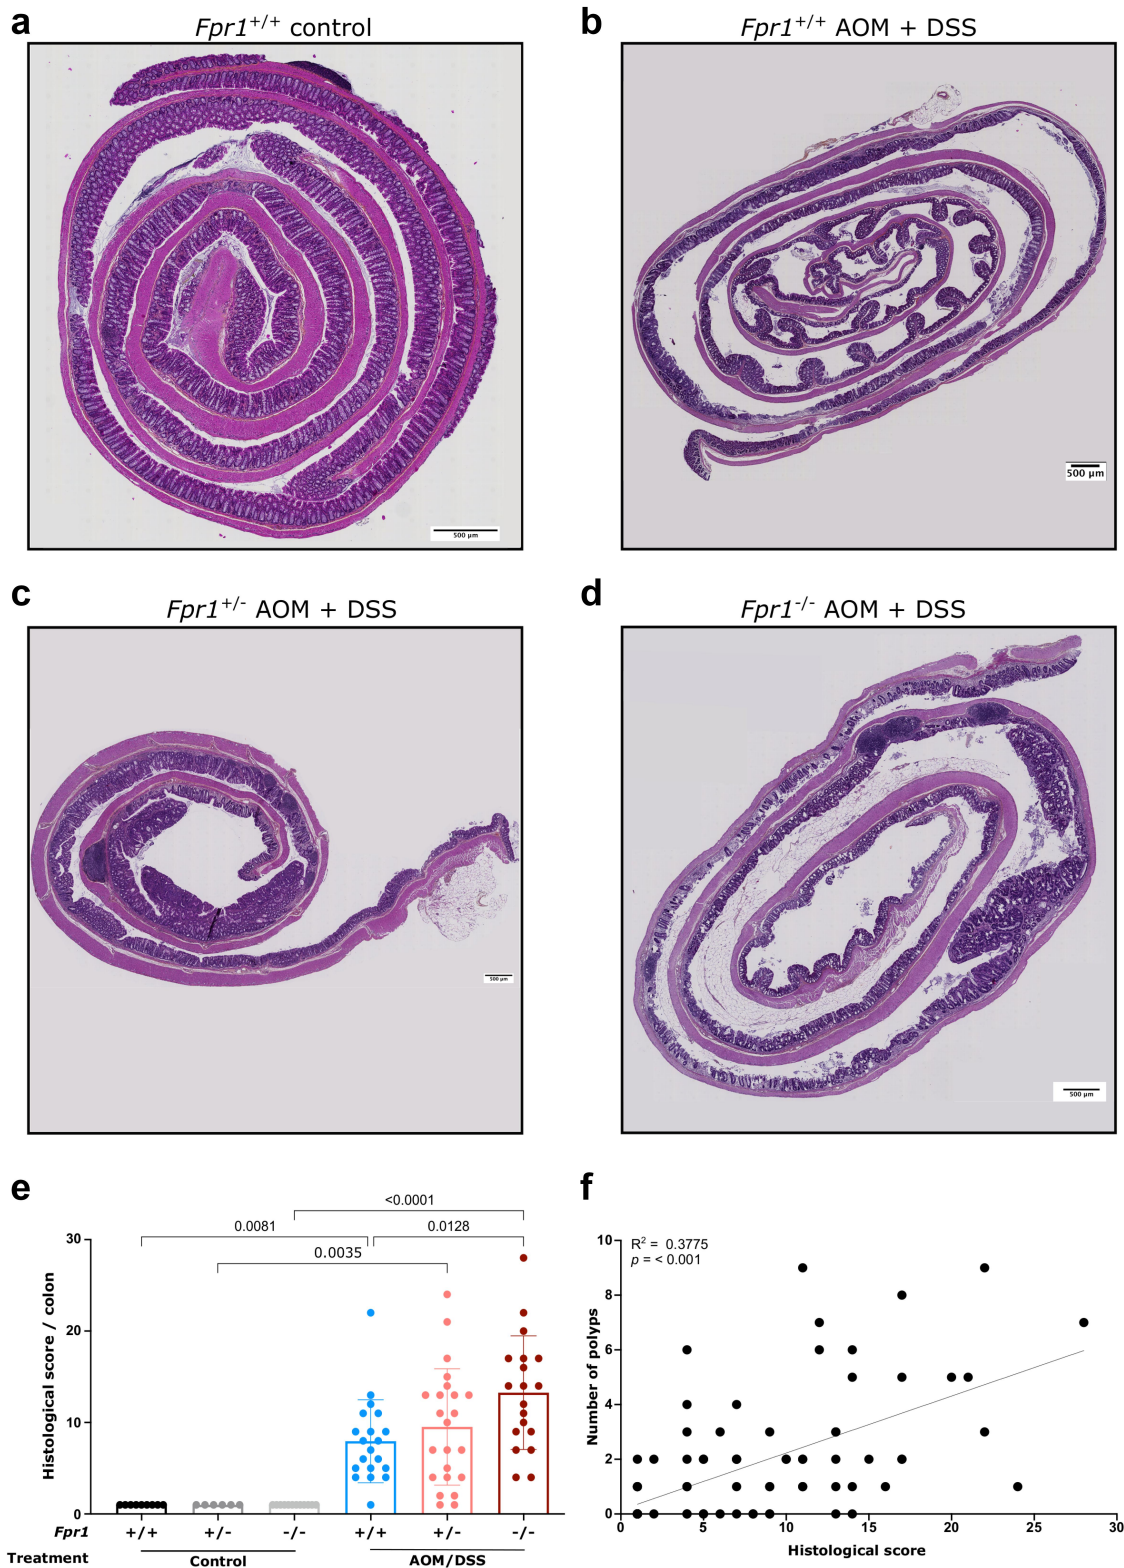 a
Fpr1+/+ control
b
Fpr1+/+ AOM + DSS
500 µm
500 µm
c
Fpr1+/- AOM + DSS
d
Fpr1-/- AOM + DSS
500 µm
500 µm
e
<0.0001
0.0081
0.0128
0.0035
30
20
10
0
Histological score / colon
Fpr1
+/+
+/-
-/-
+/+
+/-
-/-
Treatment
Control
AOM/DSS
f
R2 = 0.3775
p = < 0.001
10
8
6
4
2
0
Number of polyps
0
5
10
15
20
25
30
Histological score